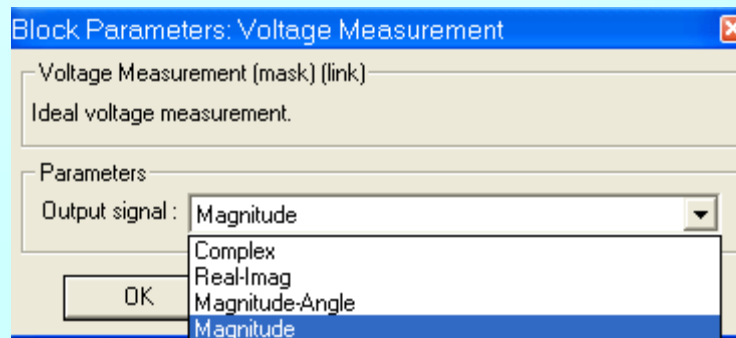 Block Parameters: Voltage Measurement
Voltage Measurement (mask) (link)
Ideal voltage measurement.
Parameters
Output signal : Magnitude
Complex
Real-Imag
Magnitude-Angle
Magnitude
OK